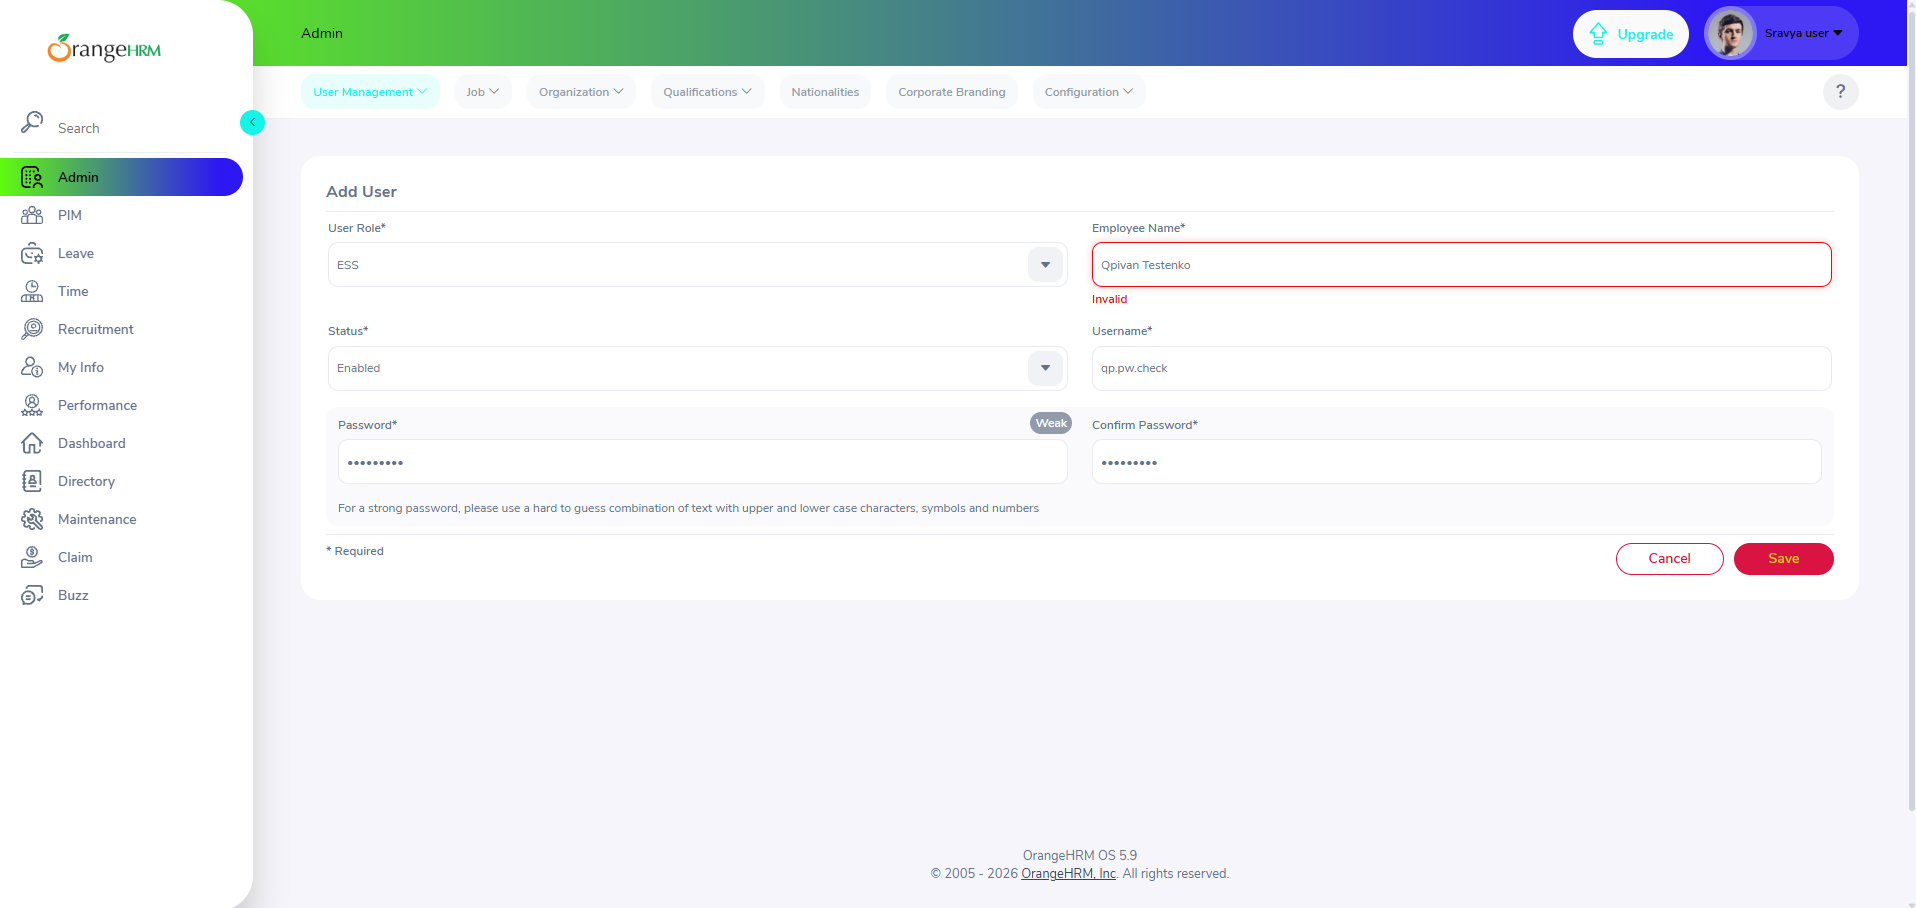 OrangeHRM
Admin
Upgrade
Sravya user
User Management
Job
Organization
Qualifications
Nationalities
Corporate Branding
Configuration
?
Search
Admin
PIM
Leave
Time
Recruitment
My Info
Performance
Dashboard
Directory
Maintenance
Claim
Buzz
Add User
User Role*
Employee Name*
ESS
Qpivan Testenko
Invalid
Status*
Username*
Enabled
qp.pw.check
Password*
Weak
Confirm Password*
•••••••••
•••••••••
For a strong password, please use a hard to guess combination of text with upper and lower case characters, symbols and numbers
* Required
Cancel
Save
OrangeHRM OS 5.9
© 2005 - 2026 OrangeHRM, Inc. All rights reserved.